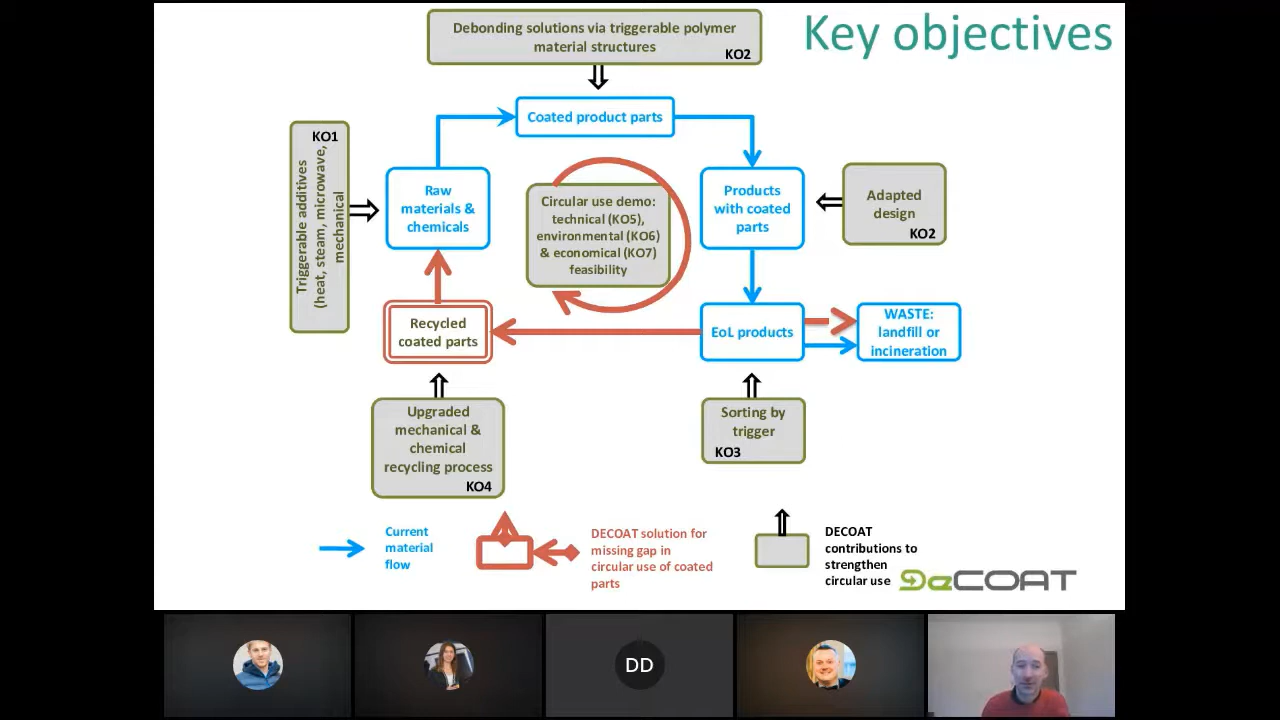 Key objectives
Debonding solutions via triggerable polymer
material structures
KO2
Coated product parts
KO1
Triggerable additives
(heat, steam, microwave,
mechanical
Raw
materials &
chemicals
Circular use demo:
technical (KO5),
environmental (KO6)
& economical (KO7)
feasibility
Products
with coated
parts
Adapted
design
KO2
Recycled
coated parts
EoL products
WASTE:
landfill or
incineration
Upgraded
mechanical &
chemical
recycling process
KO4
Sorting by
trigger
KO3
Current
material
flow
DECOAT solution for
missing gap in
circular use of coated
parts
DECOAT
contributions to
strengthen
circular use
DeCOAT
DD